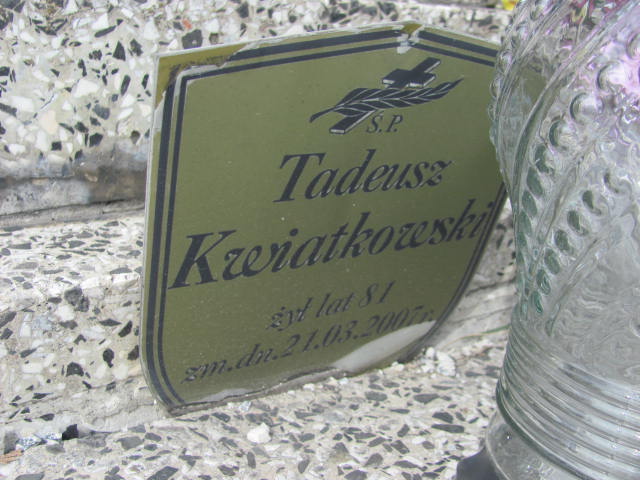 Ś.P.
Tadeusz
Kwiatkowski
żył lat 81
zm.dn.21.03.2007r.